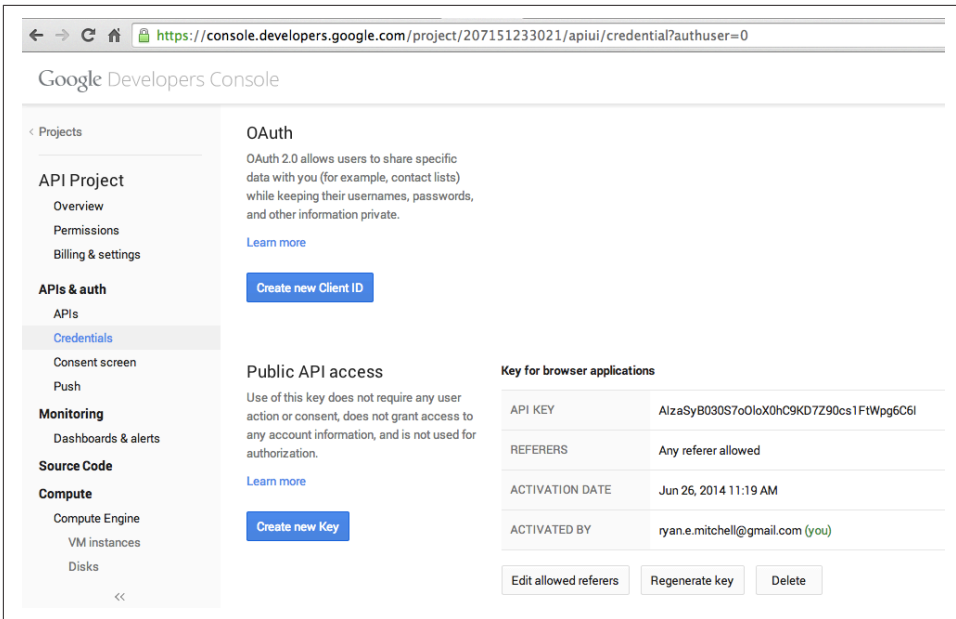 https://console.developers.google.com/project/207151233021/apiui/credential?authuser=0
Google Developers Console
< Projects
API Project
Overview
Permissions
Billing & settings
APIs & auth
APIs
Credentials
Consent screen
Push
Monitoring
Dashboards & alerts
Source Code
Compute
Compute Engine
VM instances
Disks
<<
OAuth
OAuth 2.0 allows users to share specific
data with you (for example, contact lists)
while keeping their usernames, passwords,
and other information private.
Learn more
Create new Client ID
Public API access
Use of this key does not require any user
action or consent, does not grant access to
any account information, and is not used for
authorization.
Learn more
Create new Key
Key for browser applications
API KEY AIzaSyB030S7oOloX0hC9KD7Z90cs1FtWpg6C6I
REFERERS Any referer allowed
ACTIVATION DATE Jun 26, 2014 11:19 AM
ACTIVATED BY ryan.e.mitchell@gmail.com (you)
Edit allowed referers Regenerate key Delete